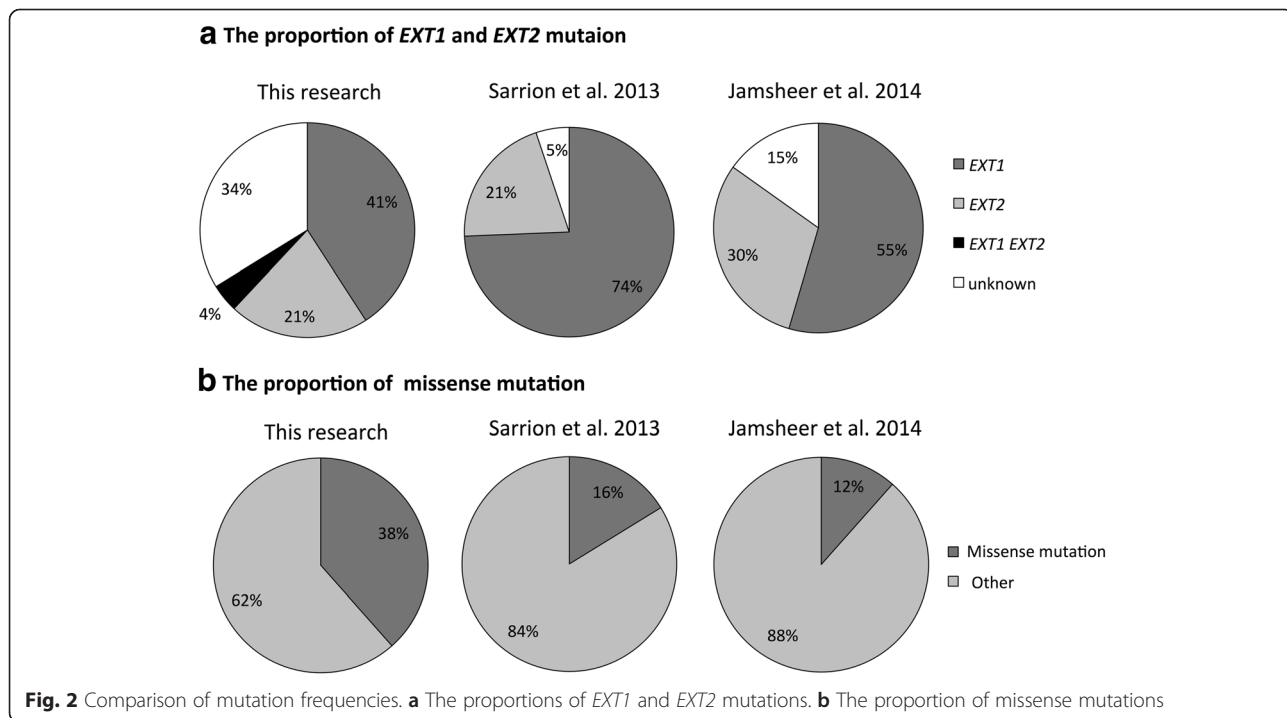 a The proportion of EXT1 and EXT2 mutaion
This research
Sarrion et al. 2013
Jamsheer et al. 2014
34%
41%
4%
21%
5%
21%
74%
15%
30%
55%
EXT1
EXT2
EXT1 EXT2
unknown
b The proportion of missense mutation
This research
Sarrion et al. 2013
Jamsheer et al. 2014
38%
62%
16%
84%
12%
88%
Missense mutation
Other
Fig. 2 Comparison of mutation frequencies. a The proportions of EXT1 and EXT2 mutations. b The proportion of missense mutations